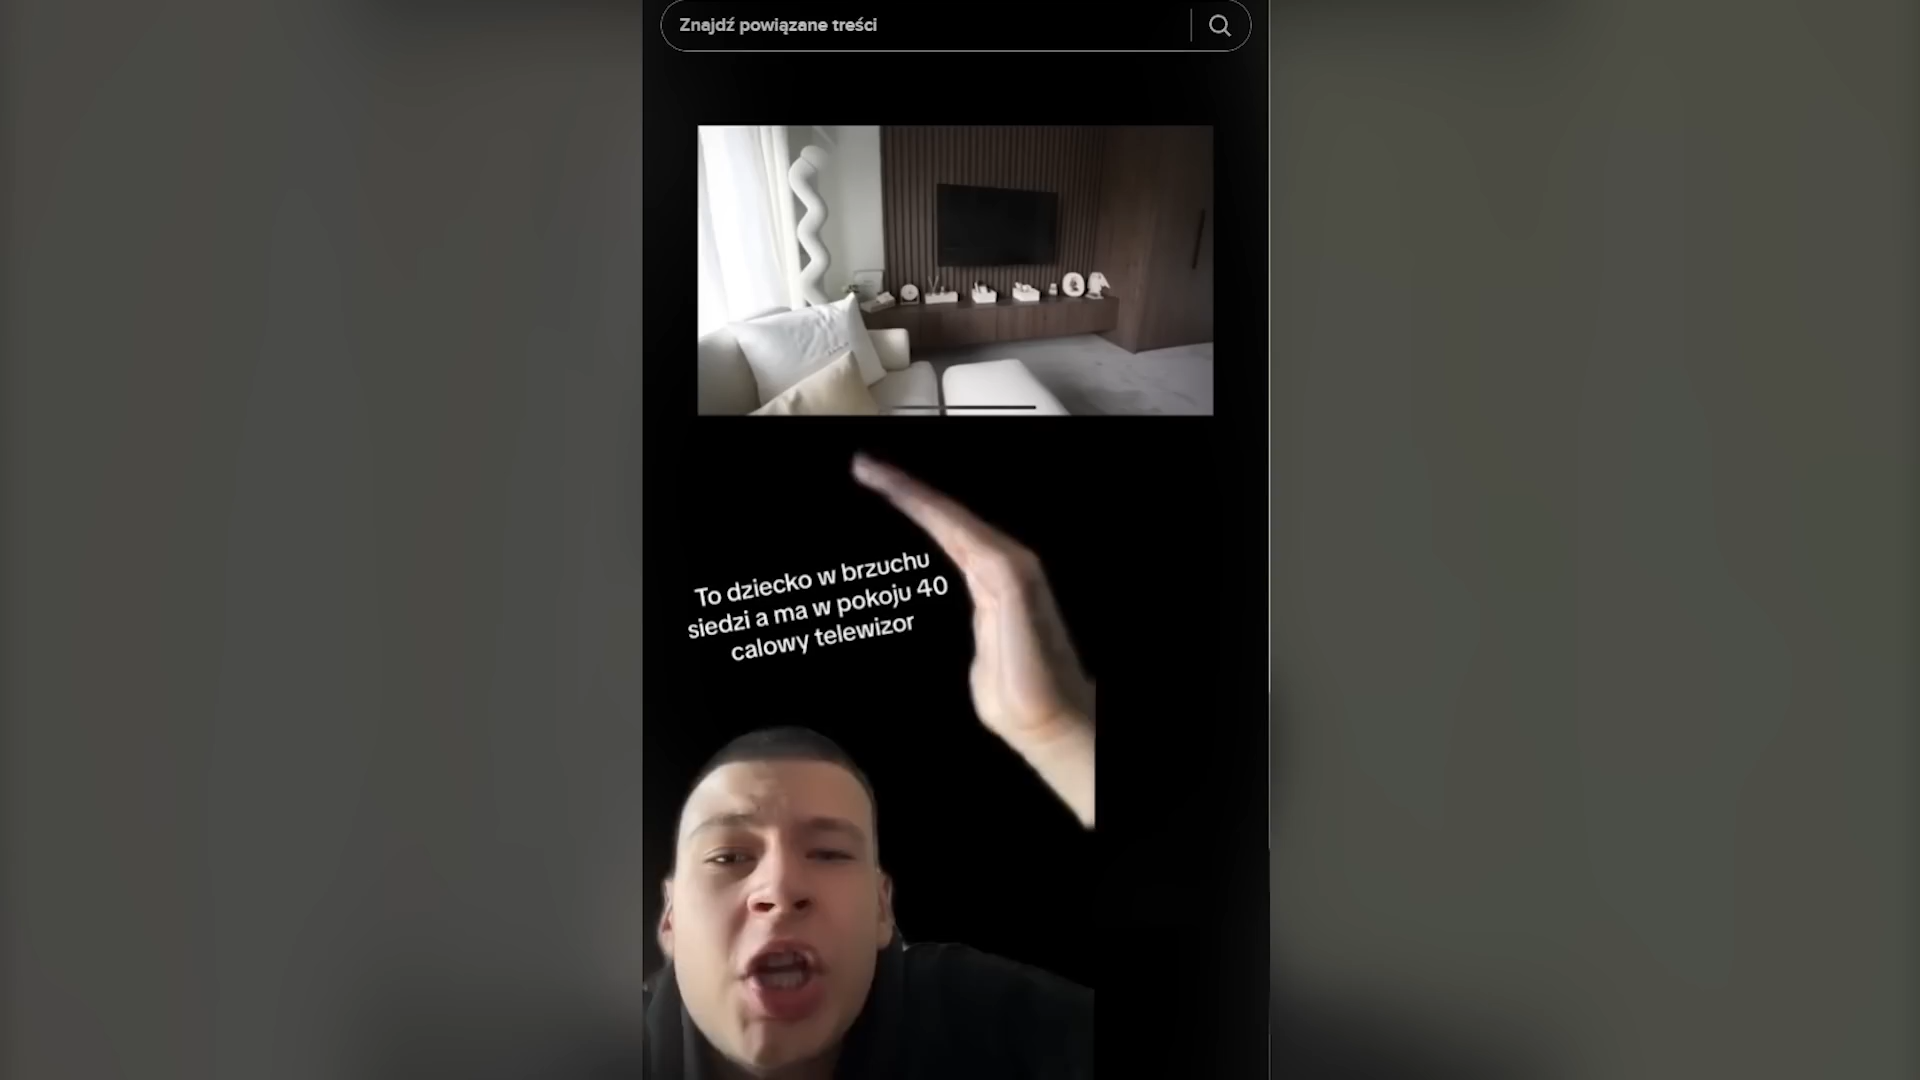 Znajdź powiązane treści
To dziecko w brzuchu
siedzi a ma w pokoju 40
calowy telewizor